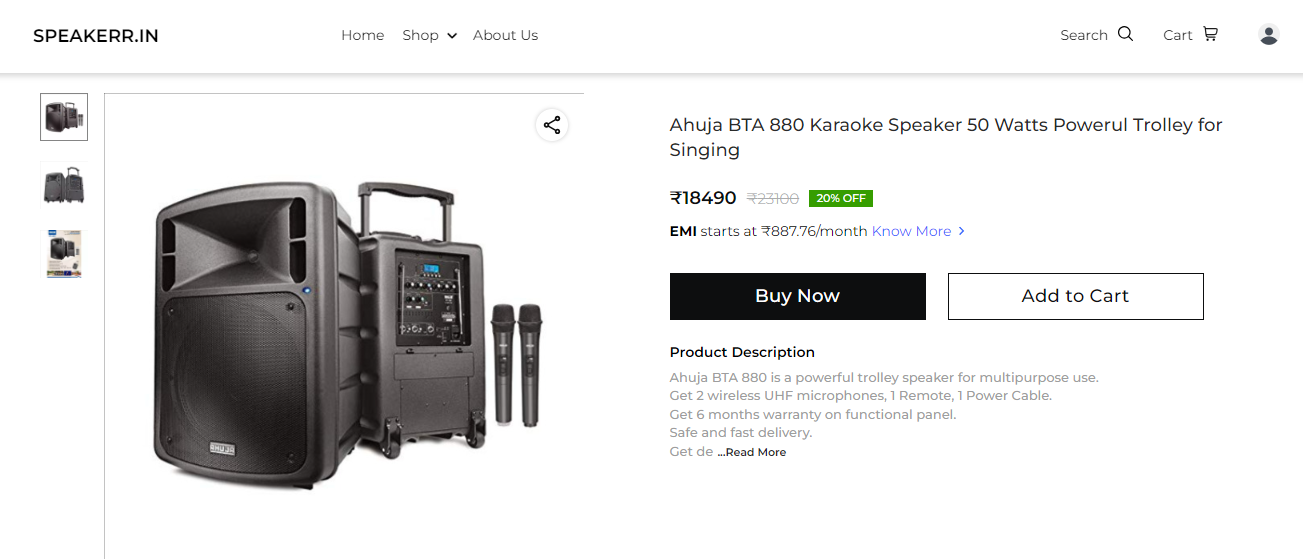 SPEAKERR.IN
Home Shop About Us
Search Cart
Ahuja BTA 880 Karaoke Speaker 50 Watts Powerul Trolley for
Singing
₹18490 ₹23100 20% OFF
EMI starts at ₹887.76/month Know More
Buy Now Add to Cart
Product Description
Ahuja BTA 880 is a powerful trolley speaker for multipurpose use.
Get 2 wireless UHF microphones, 1 Remote, 1 Power Cable.
Get 6 months warranty on functional panel.
Safe and fast delivery.
Get de ...Read More
AHUJA